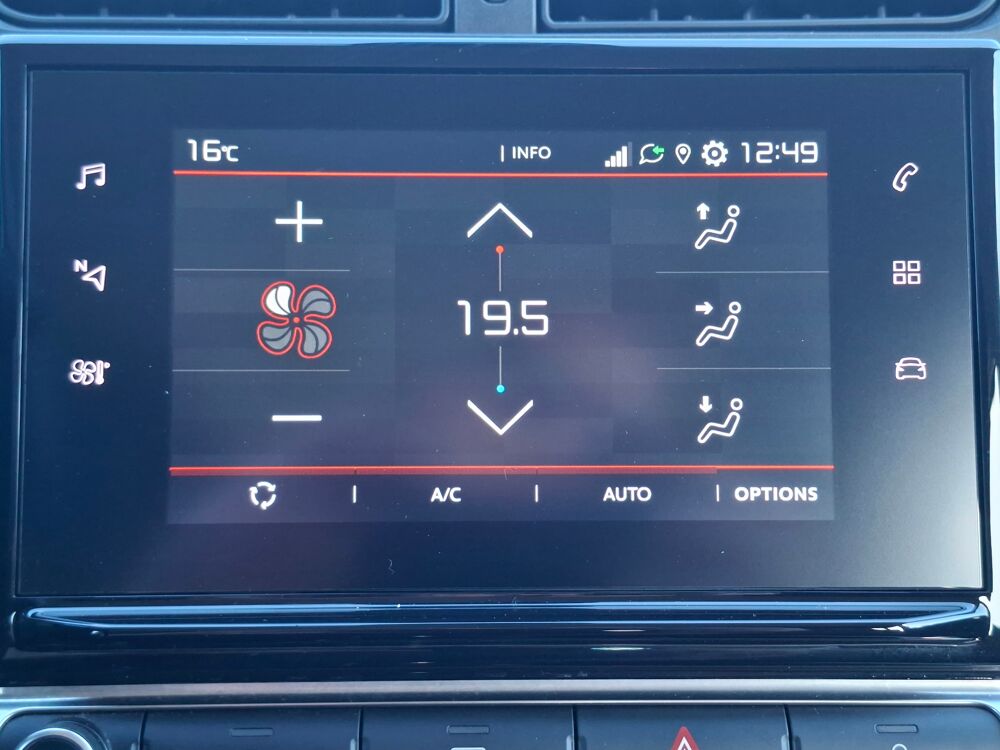 16°C | INFO 12:49
N
19.5
A/C | AUTO | OPTIONS